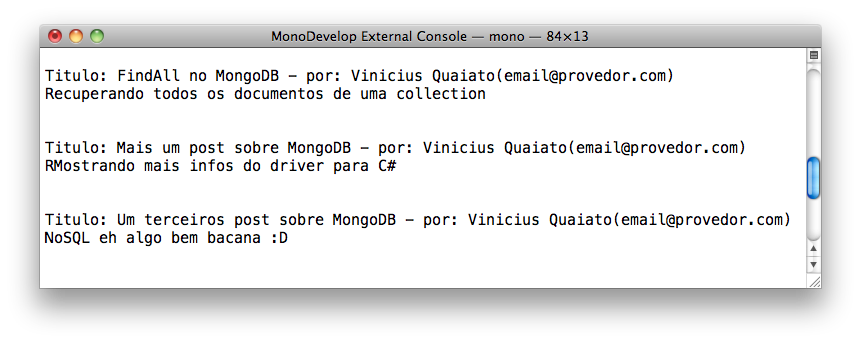 MonoDevelop External Console — mono — 84×13
Titulo: FindAll no MongoDB - por: Vinicius Quaiato(email@provedor.com)
Recuperando todos os documentos de uma collection
Titulo: Mais um post sobre MongoDB - por: Vinicius Quaiato(email@provedor.com)
RMostrando mais infos do driver para C#
Titulo: Um terceiros post sobre MongoDB - por: Vinicius Quaiato(email@provedor.com)
NoSQL eh algo bem bacana :D